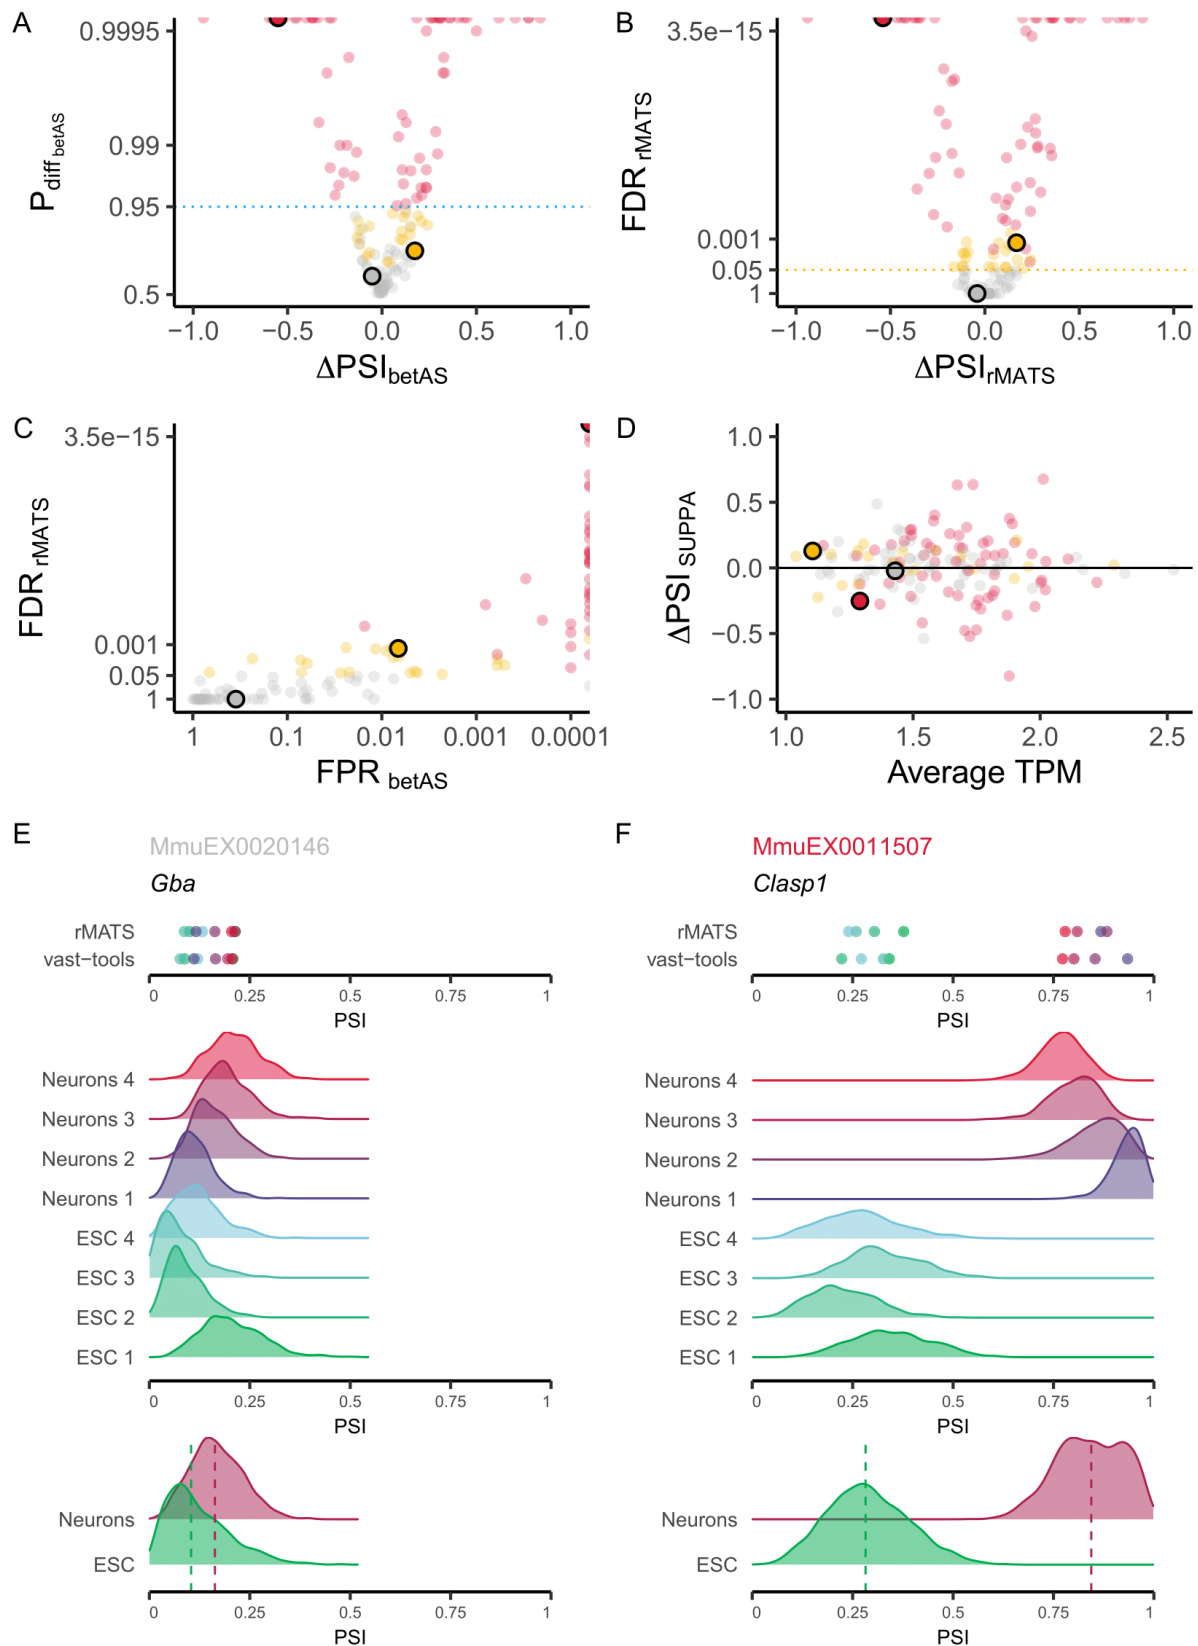 A
0.9995
0.99
0.95
0.5
Pdiff betAS
−1.0 −0.5 0.0 0.5 1.0
ΔPSIbetAS
B
3.5e−15
0.001
0.05
1
FDR rMATS
−1.0 −0.5 0.0 0.5 1.0
ΔPSIrMATS
C
3.5e−15
0.001
0.05
1
FDR rMATS
1 0.1 0.01 0.001 0.0001
FPR betAS
D
1.0
0.5
0.0
−0.5
−1.0
ΔPSI SUPPA
1.0 1.5 2.0 2.5
Average TPM
E
MmuEX0020146
Gba
rMATS
vast−tools
0 0.25 0.5 0.75 1
PSI
Neurons 4
Neurons 3
Neurons 2
Neurons 1
ESC 4
ESC 3
ESC 2
ESC 1
0 0.25 0.5 0.75 1
PSI
Neurons
ESC
0 0.25 0.5 0.75 1
PSI
F
MmuEX0011507
Clasp1
rMATS
vast−tools
0 0.25 0.5 0.75 1
PSI
Neurons 4
Neurons 3
Neurons 2
Neurons 1
ESC 4
ESC 3
ESC 2
ESC 1
0 0.25 0.5 0.75 1
PSI
Neurons
ESC
0 0.25 0.5 0.75 1
PSI